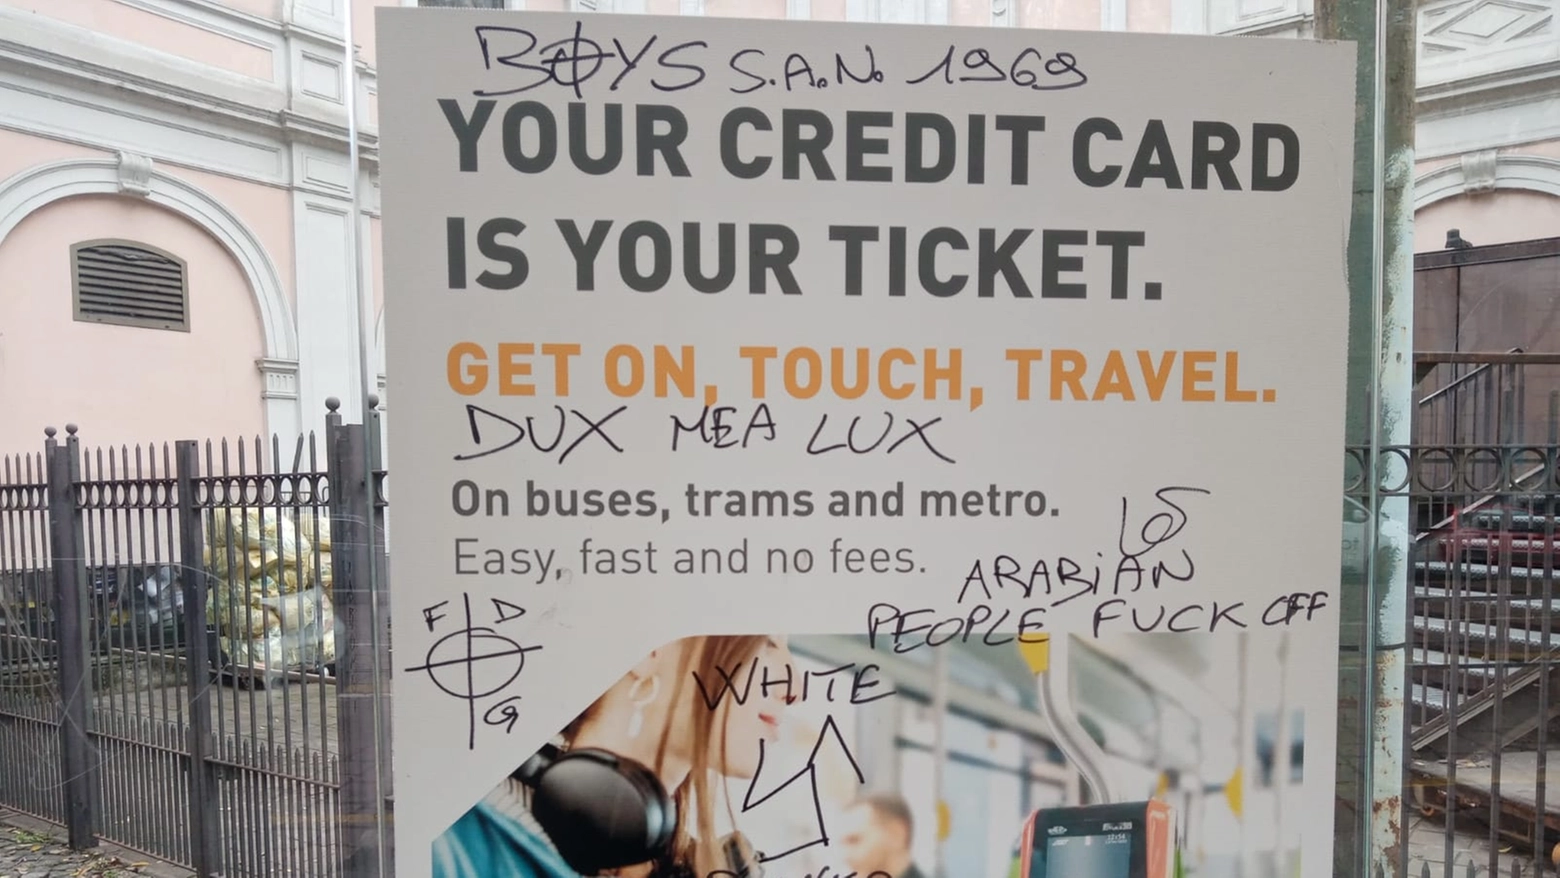 BOYS S.A.N. 1969
YOUR CREDIT CARD
IS YOUR TICKET.
GET ON, TOUCH, TRAVEL.
DUX MEA LUX
On buses, trams and metro.
Easy, fast and no fees.
ARABiAN
PEOPLE FUCK OFF
F D
G
WHITE